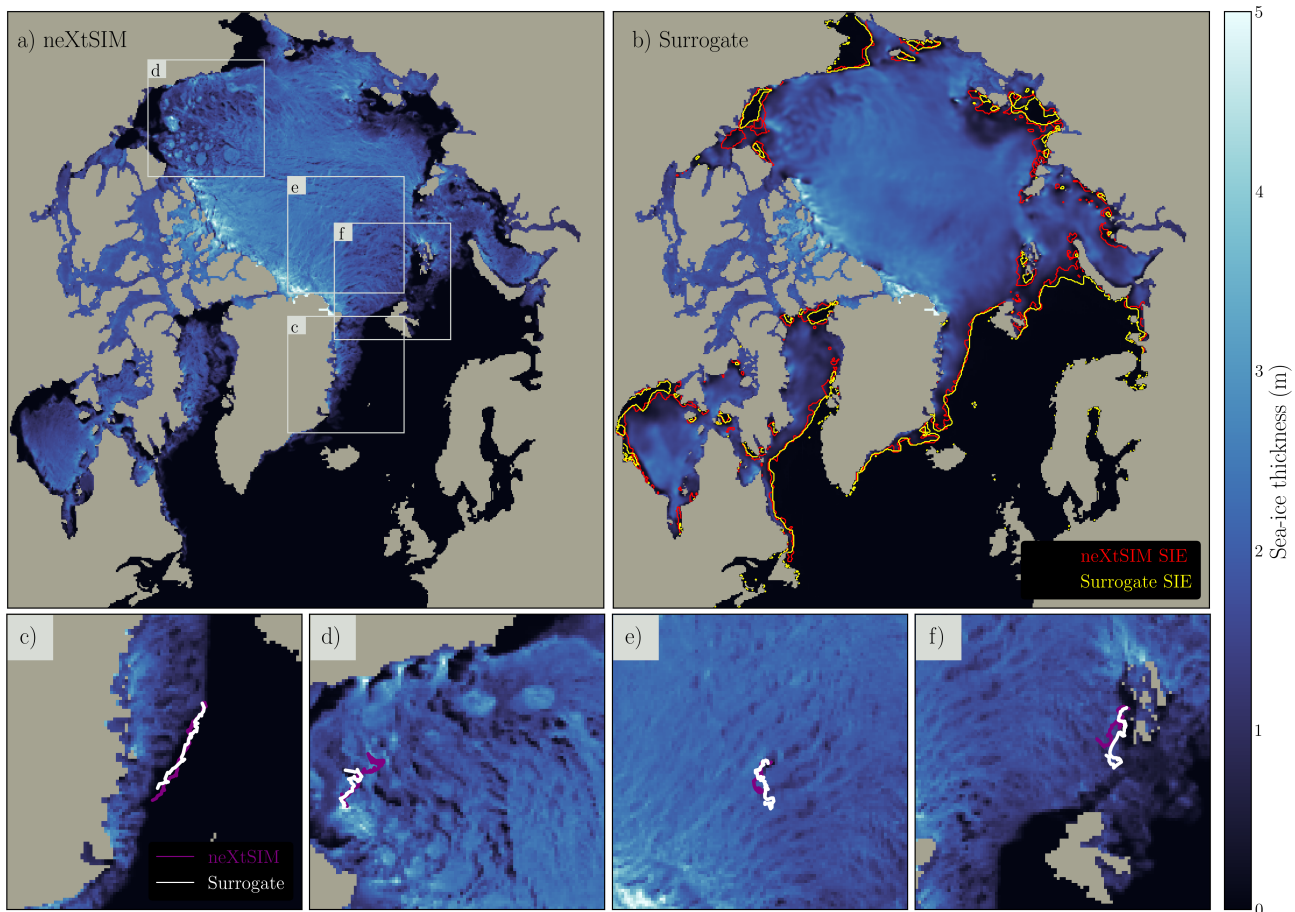 a) neXtSIM
b) Surrogate
d
e
f
c
neXtSIM SIE
Surrogate SIE
5
4
3
2
1
0
Sea-ice thickness (m)
c)
d)
e)
f)
neXtSIM
Surrogate